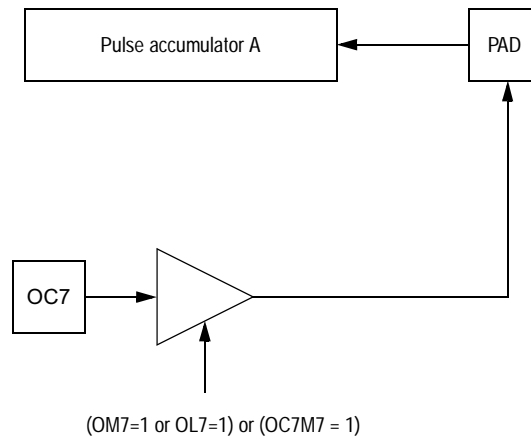 Pulse accumulator A
PAD
OC7
(OM7=1 or OL7=1) or (OC7M7 = 1)